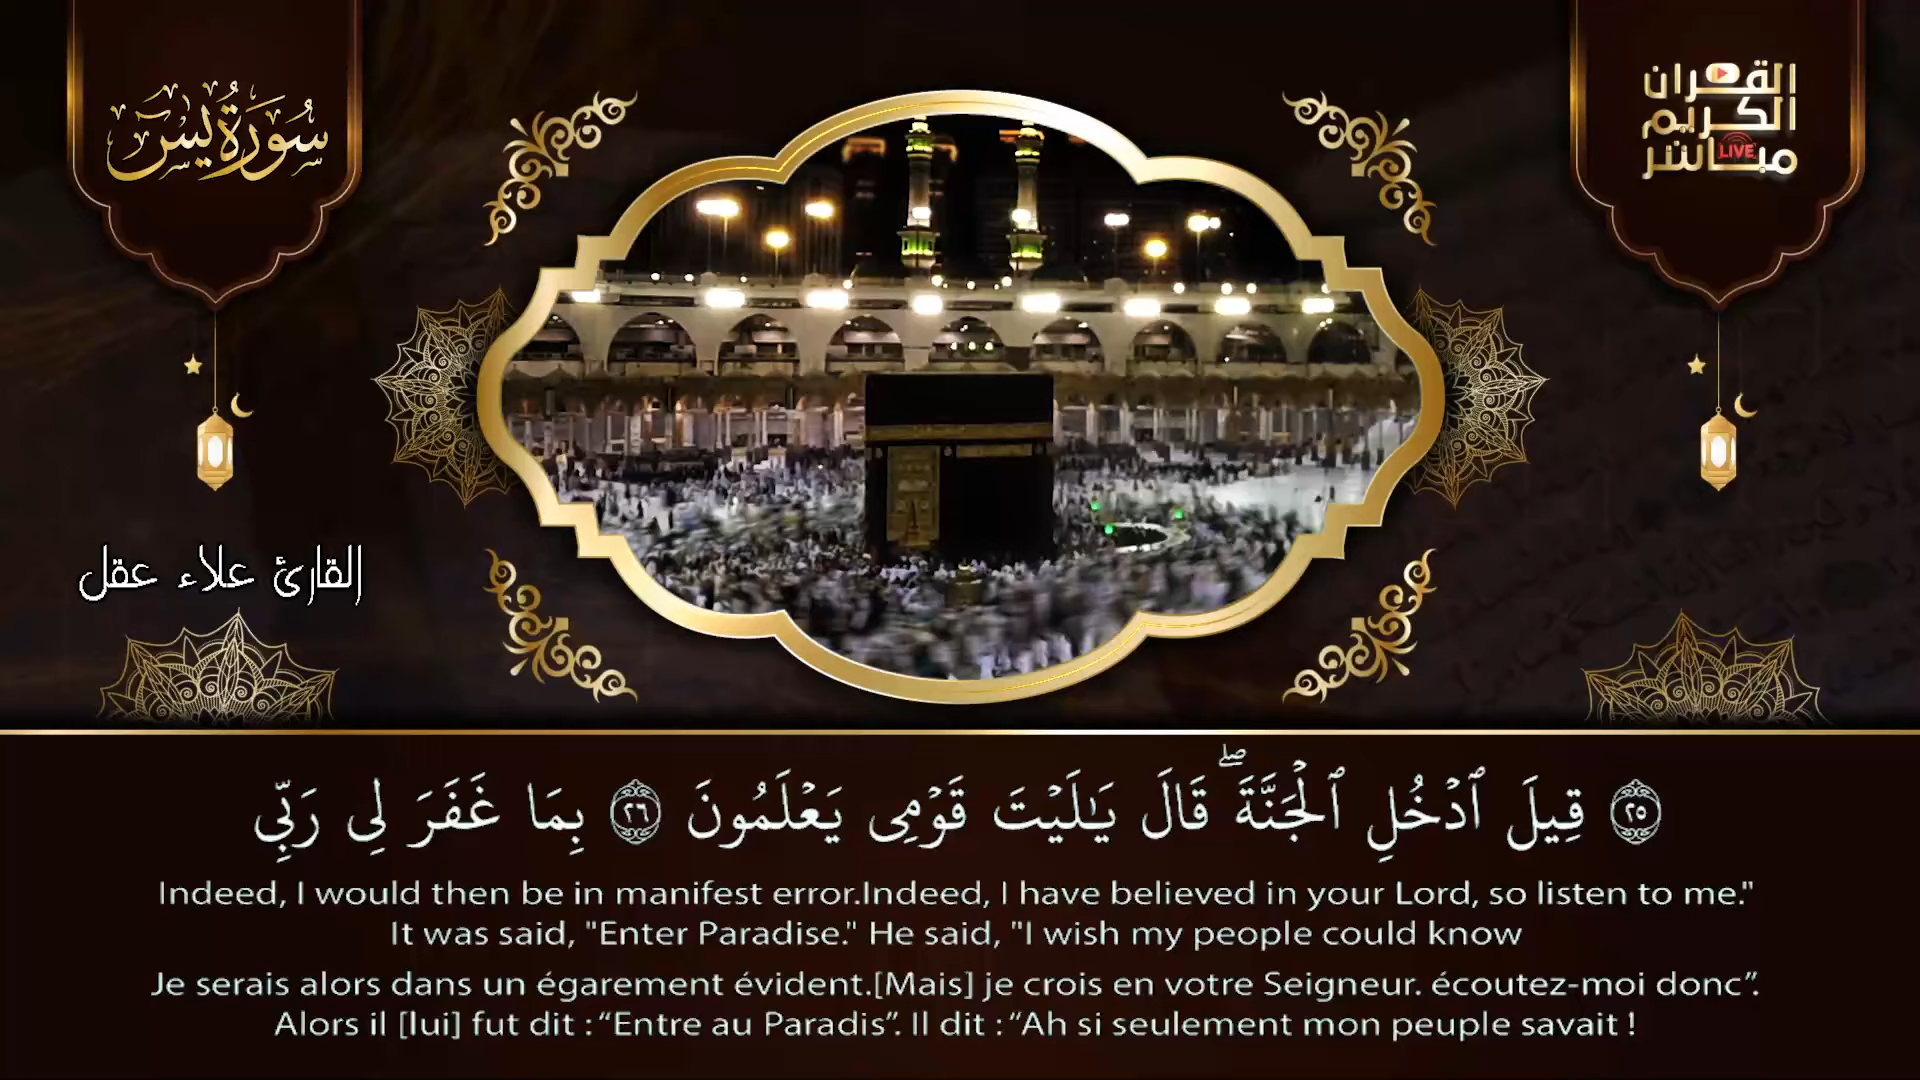 سُورَةُ يس
القرآن
الكريم
مباشر LIVE
القارئ علاء عقل
٢٥ قِيلَ ٱدْخُلِ ٱلْجَنَّةَ ۖ قَالَ يَـٰلَيْتَ قَوْمِى يَعْلَمُونَ ٢٦ بِمَا غَفَرَ لِى رَبِّى
Indeed, I would then be in manifest error.Indeed, I have believed in your Lord, so listen to me."
It was said, "Enter Paradise." He said, "I wish my people could know
Je serais alors dans un égarement évident.[Mais] je crois en votre Seigneur. écoutez-moi donc”.
Alors il [lui] fut dit : “Entre au Paradis”. Il dit : “Ah si seulement mon peuple savait !